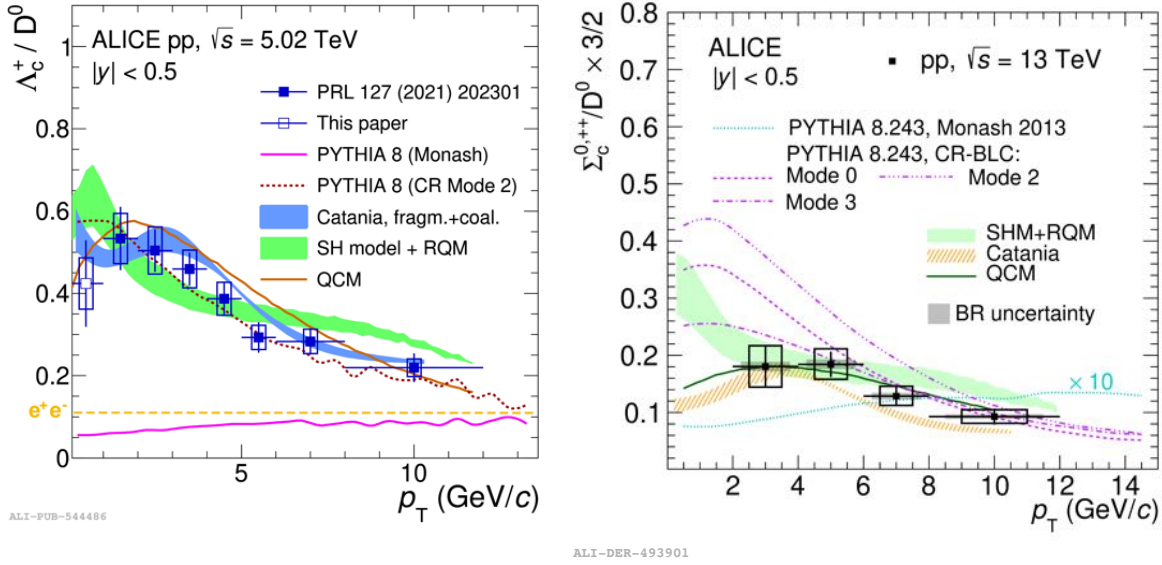 Λc+ / D0
1
0.8
0.6
0.4
0.2
0
e+e-
ALICE pp, √s = 5.02 TeV
|y| < 0.5
PRL 127 (2021) 202301
This paper
PYTHIA 8 (Monash)
PYTHIA 8 (CR Mode 2)
Catania, fragm.+coal.
SH model + RQM
QCM
5
10
pT (GeV/c)
ALI-PUB-544486
Σc0,++/D0 × 3/2
0.8
0.7
0.6
0.5
0.4
0.3
0.2
0.1
ALICE
|y| < 0.5
pp, √s = 13 TeV
PYTHIA 8.243, Monash 2013
PYTHIA 8.243, CR-BLC:
Mode 0
Mode 2
Mode 3
SHM+RQM
Catania
QCM
BR uncertainty
× 10
2
4
6
8
10
12
14
pT (GeV/c)
ALI-DER-493901